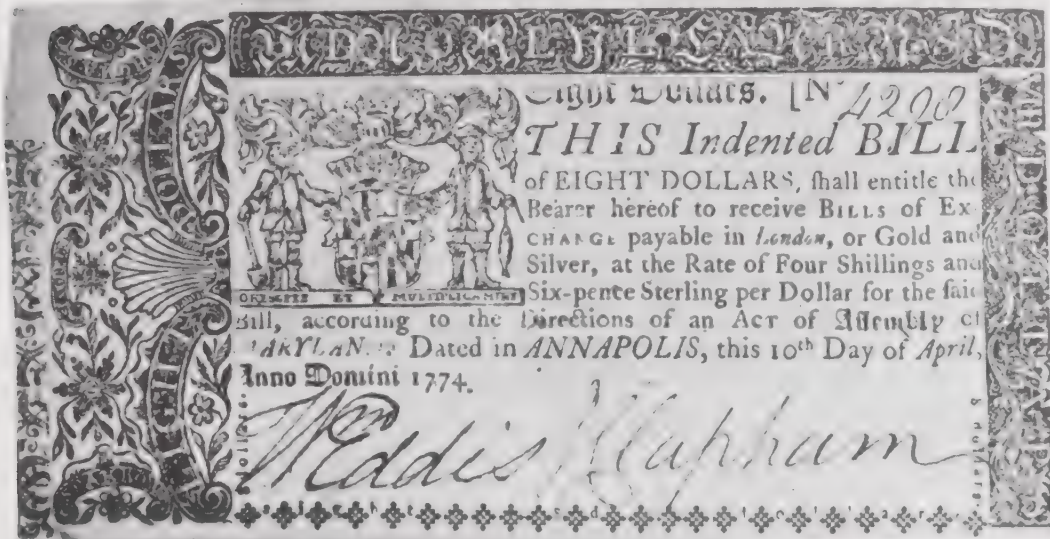 Eight Dollars. [N° 4200
THIS Indented BILL
of EIGHT DOLLARS, ſhall entitle the
Bearer hereof to receive BILLS of Ex
CHANGE payable in London, or Gold and
Silver, at the Rate of Four Shillings and
Six-pence Sterling per Dollar for the ſaid
Bill, according to the Directions of an ACT of Aſſembly of
MARYLAND. Dated in ANNAPOLIS, this 10th Day of April,
Anno Domini 1774.
CRESCITE ET MULTIPLICAMINI
Wm Eddis J Clapham
EIGHT DOLLARS